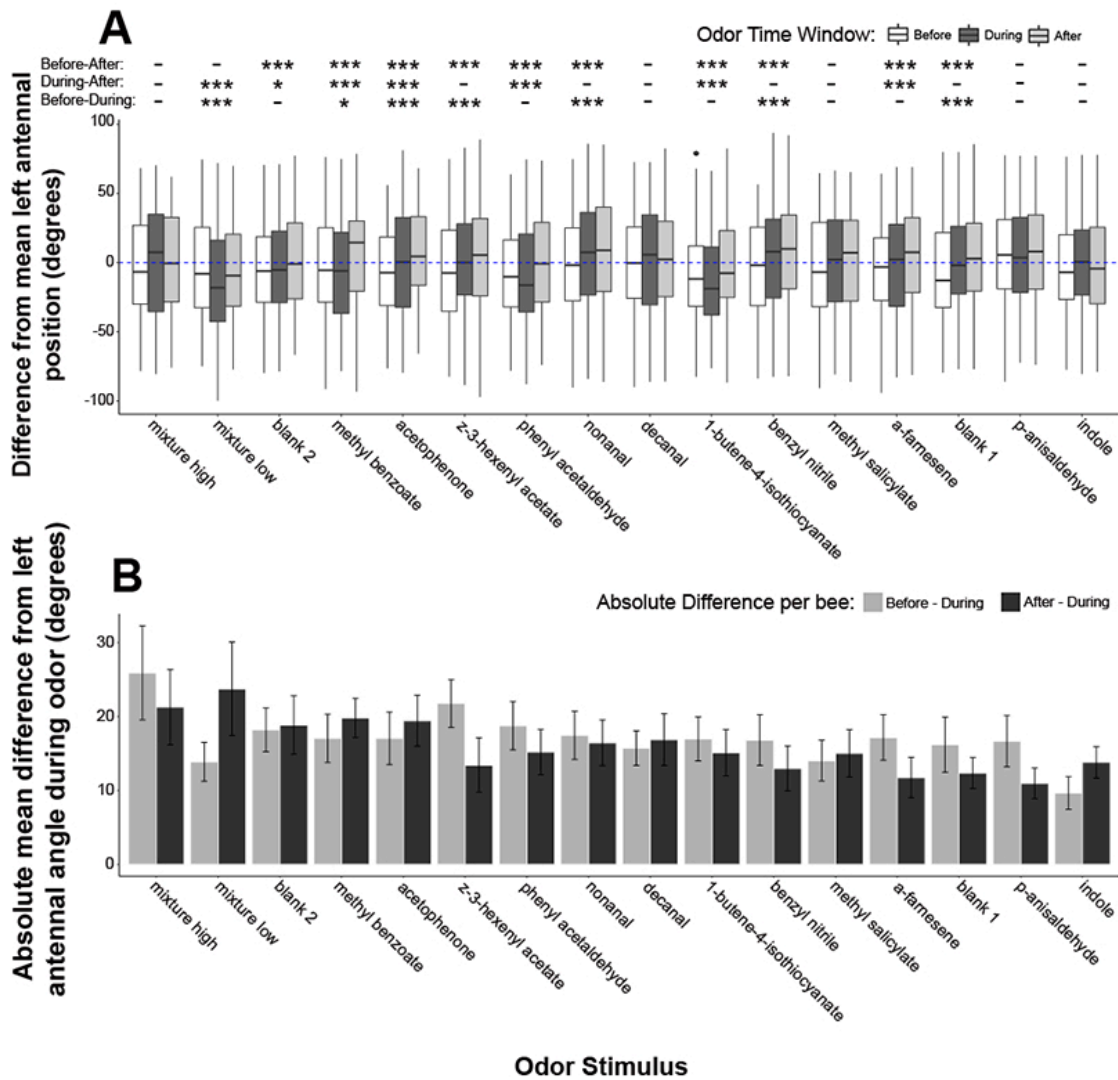 A
Odor Time Window: Before During After
Before-After: - - *** *** *** *** *** *** - *** *** - *** *** - -
During-After: - *** * *** *** - *** - - *** - - *** - - -
Before-During: - *** - * *** *** - *** - - *** - - *** - -
Difference from mean left antennal
position (degrees)
100
50
0
-50
-100
mixture high
mixture low
blank 2
methyl benzoate
acetophenone
z-3-hexenyl acetate
phenyl acetaldehyde
nonanal
decanal
1-butene-4-isothiocyanate
benzyl nitrile
methyl salicylate
a-farnesene
blank 1
p-anisaldehyde
indole
B
Absolute Difference per bee: Before - During After - During
Absolute mean difference from left
antennal angle during odor (degrees)
30
20
10
0
mixture high
mixture low
blank 2
methyl benzoate
acetophenone
z-3-hexenyl acetate
phenyl acetaldehyde
nonanal
decanal
1-butene-4-isothiocyanate
benzyl nitrile
methyl salicylate
a-farnesene
blank 1
p-anisaldehyde
indole
Odor Stimulus